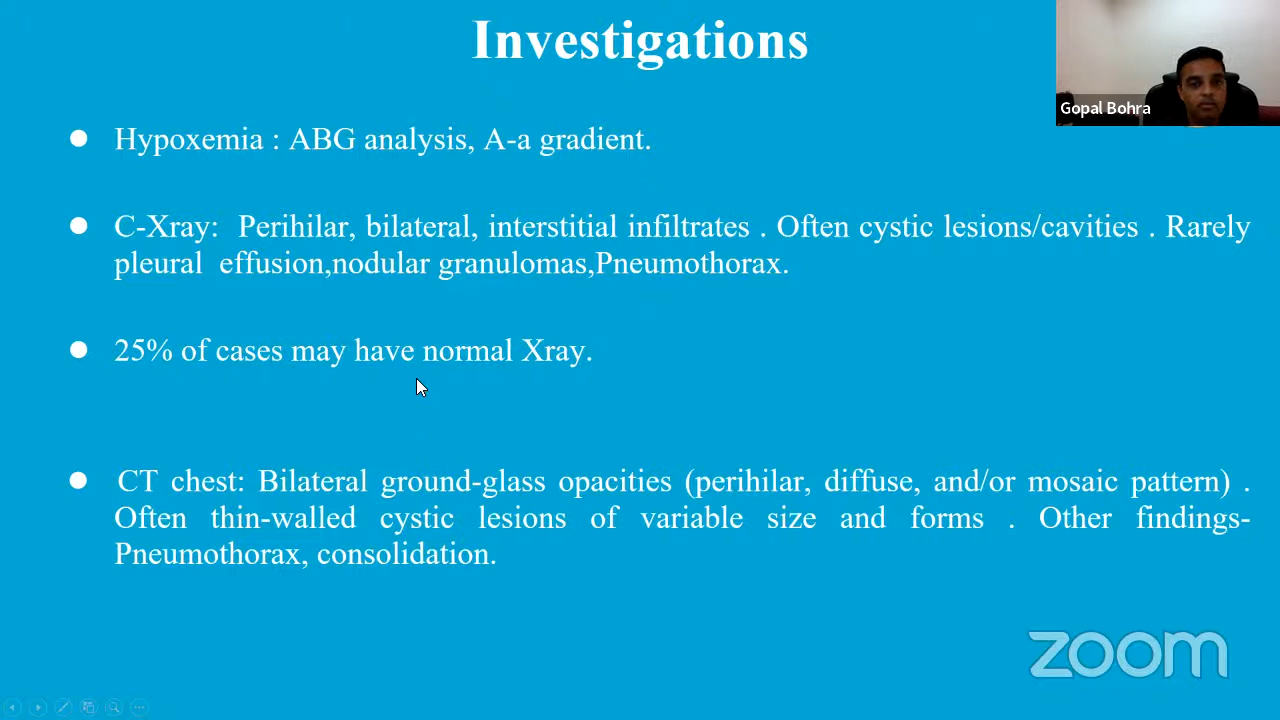 Investigations
Gopal Bohra
● Hypoxemia : ABG analysis, A-a gradient.
● C-Xray: Perihilar, bilateral, interstitial infiltrates . Often cystic lesions/cavities . Rarely
pleural effusion,nodular granulomas,Pneumothorax.
● 25% of cases may have normal Xray.
● CT chest: Bilateral ground-glass opacities (perihilar, diffuse, and/or mosaic pattern) .
Often thin-walled cystic lesions of variable size and forms . Other findings-
Pneumothorax, consolidation.
zoom